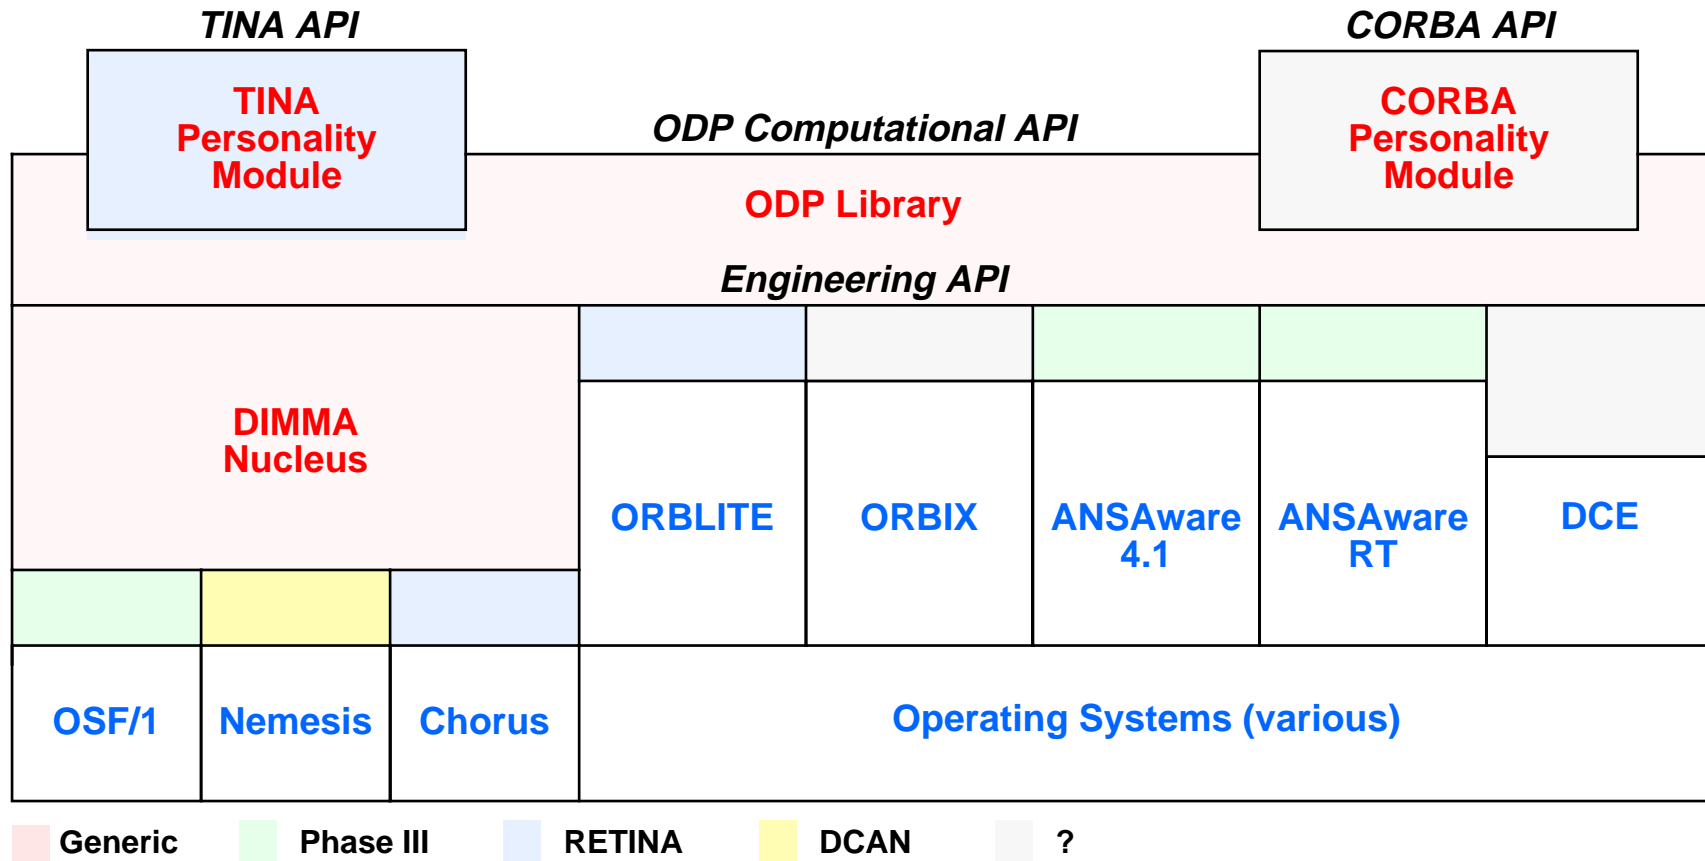 TINA API
CORBA API
TINA
Personality
Module
CORBA
Personality
Module
ODP Computational API
ODP Library
Engineering API
DIMMA
Nucleus
ORBLITE
ORBIX
ANSAware
4.1
ANSAware
RT
DCE
OSF/1
Nemesis
Chorus
Operating Systems (various)
Generic
Phase III
RETINA
DCAN
?